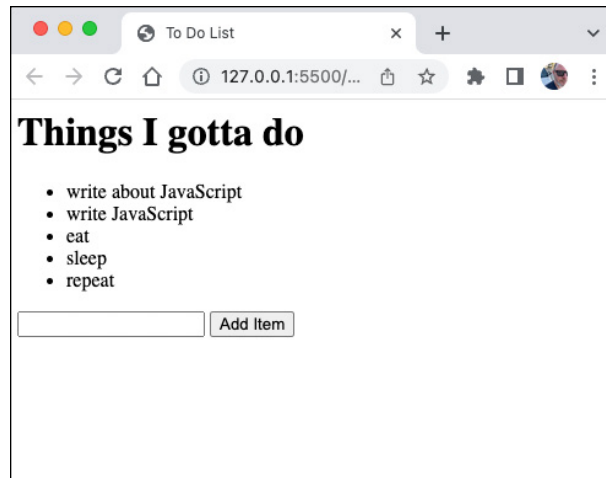 To Do List
127.0.0.1:5500/...
Things I gotta do
write about JavaScript
write JavaScript
eat
sleep
repeat
Add Item